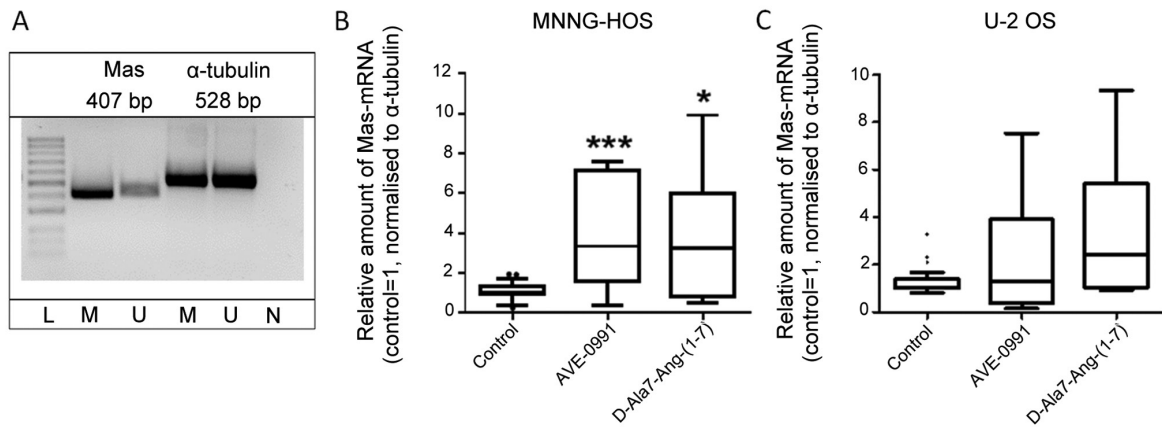 A
Mas α-tubulin
407 bp 528 bp
L M U M U N
B
MNNG-HOS
Relative amount of Mas-mRNA
(control=1, normalised to α-tubulin)
12
10
8
6
4
2
0
***
*
Control
AVE-0991
D-Ala7-Ang-(1-7)
C
U-2 OS
Relative amount of Mas-mRNA
(control=1, normalised to α-tubulin)
10
8
6
4
2
0
Control
AVE-0991
D-Ala7-Ang-(1-7)